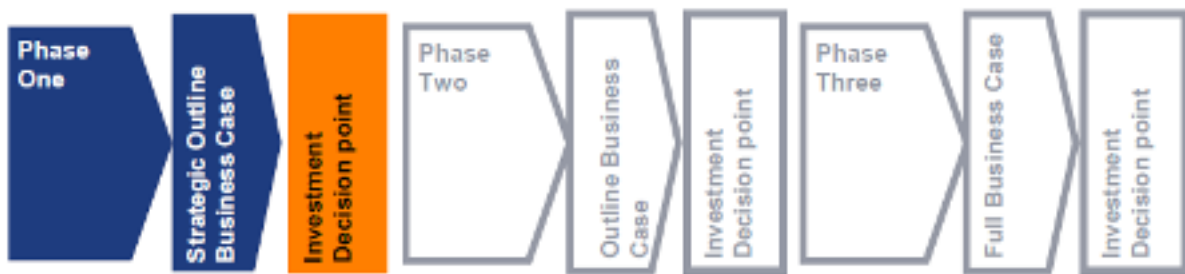 Phase
One
Strategic Outline
Business Case
Investment
Decision point
Phase
Two
Outline Business
Case
Investment
Decision point
Phase
Three
Full Business Case
Investment
Decision point